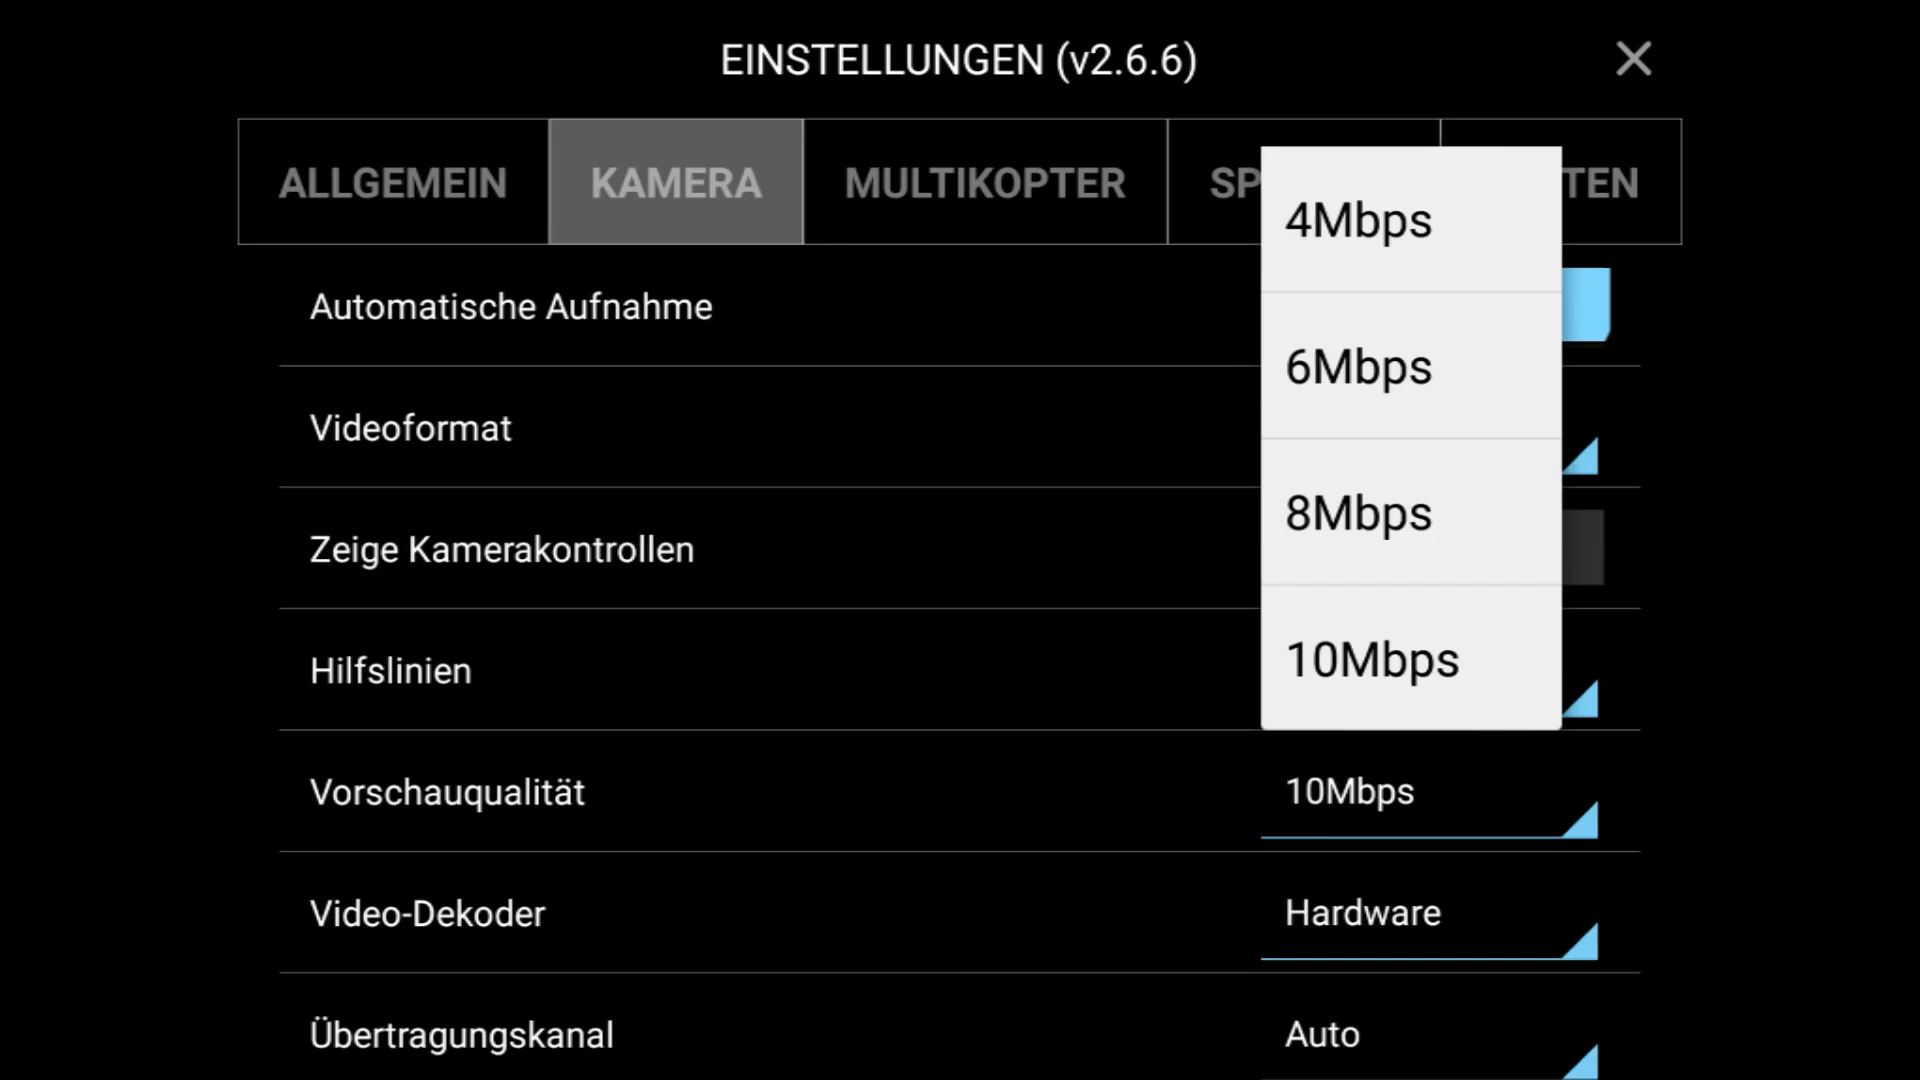 EINSTELLUNGEN (v2.6.6)
ALLGEMEIN KAMERA MULTIKOPTER
4Mbps
Automatische Aufnahme
6Mbps
Videoformat
8Mbps
Zeige Kamerakontrollen
10Mbps
Hilfslinien
Vorschauqualität 10Mbps
Video-Dekoder Hardware
Übertragungskanal Auto